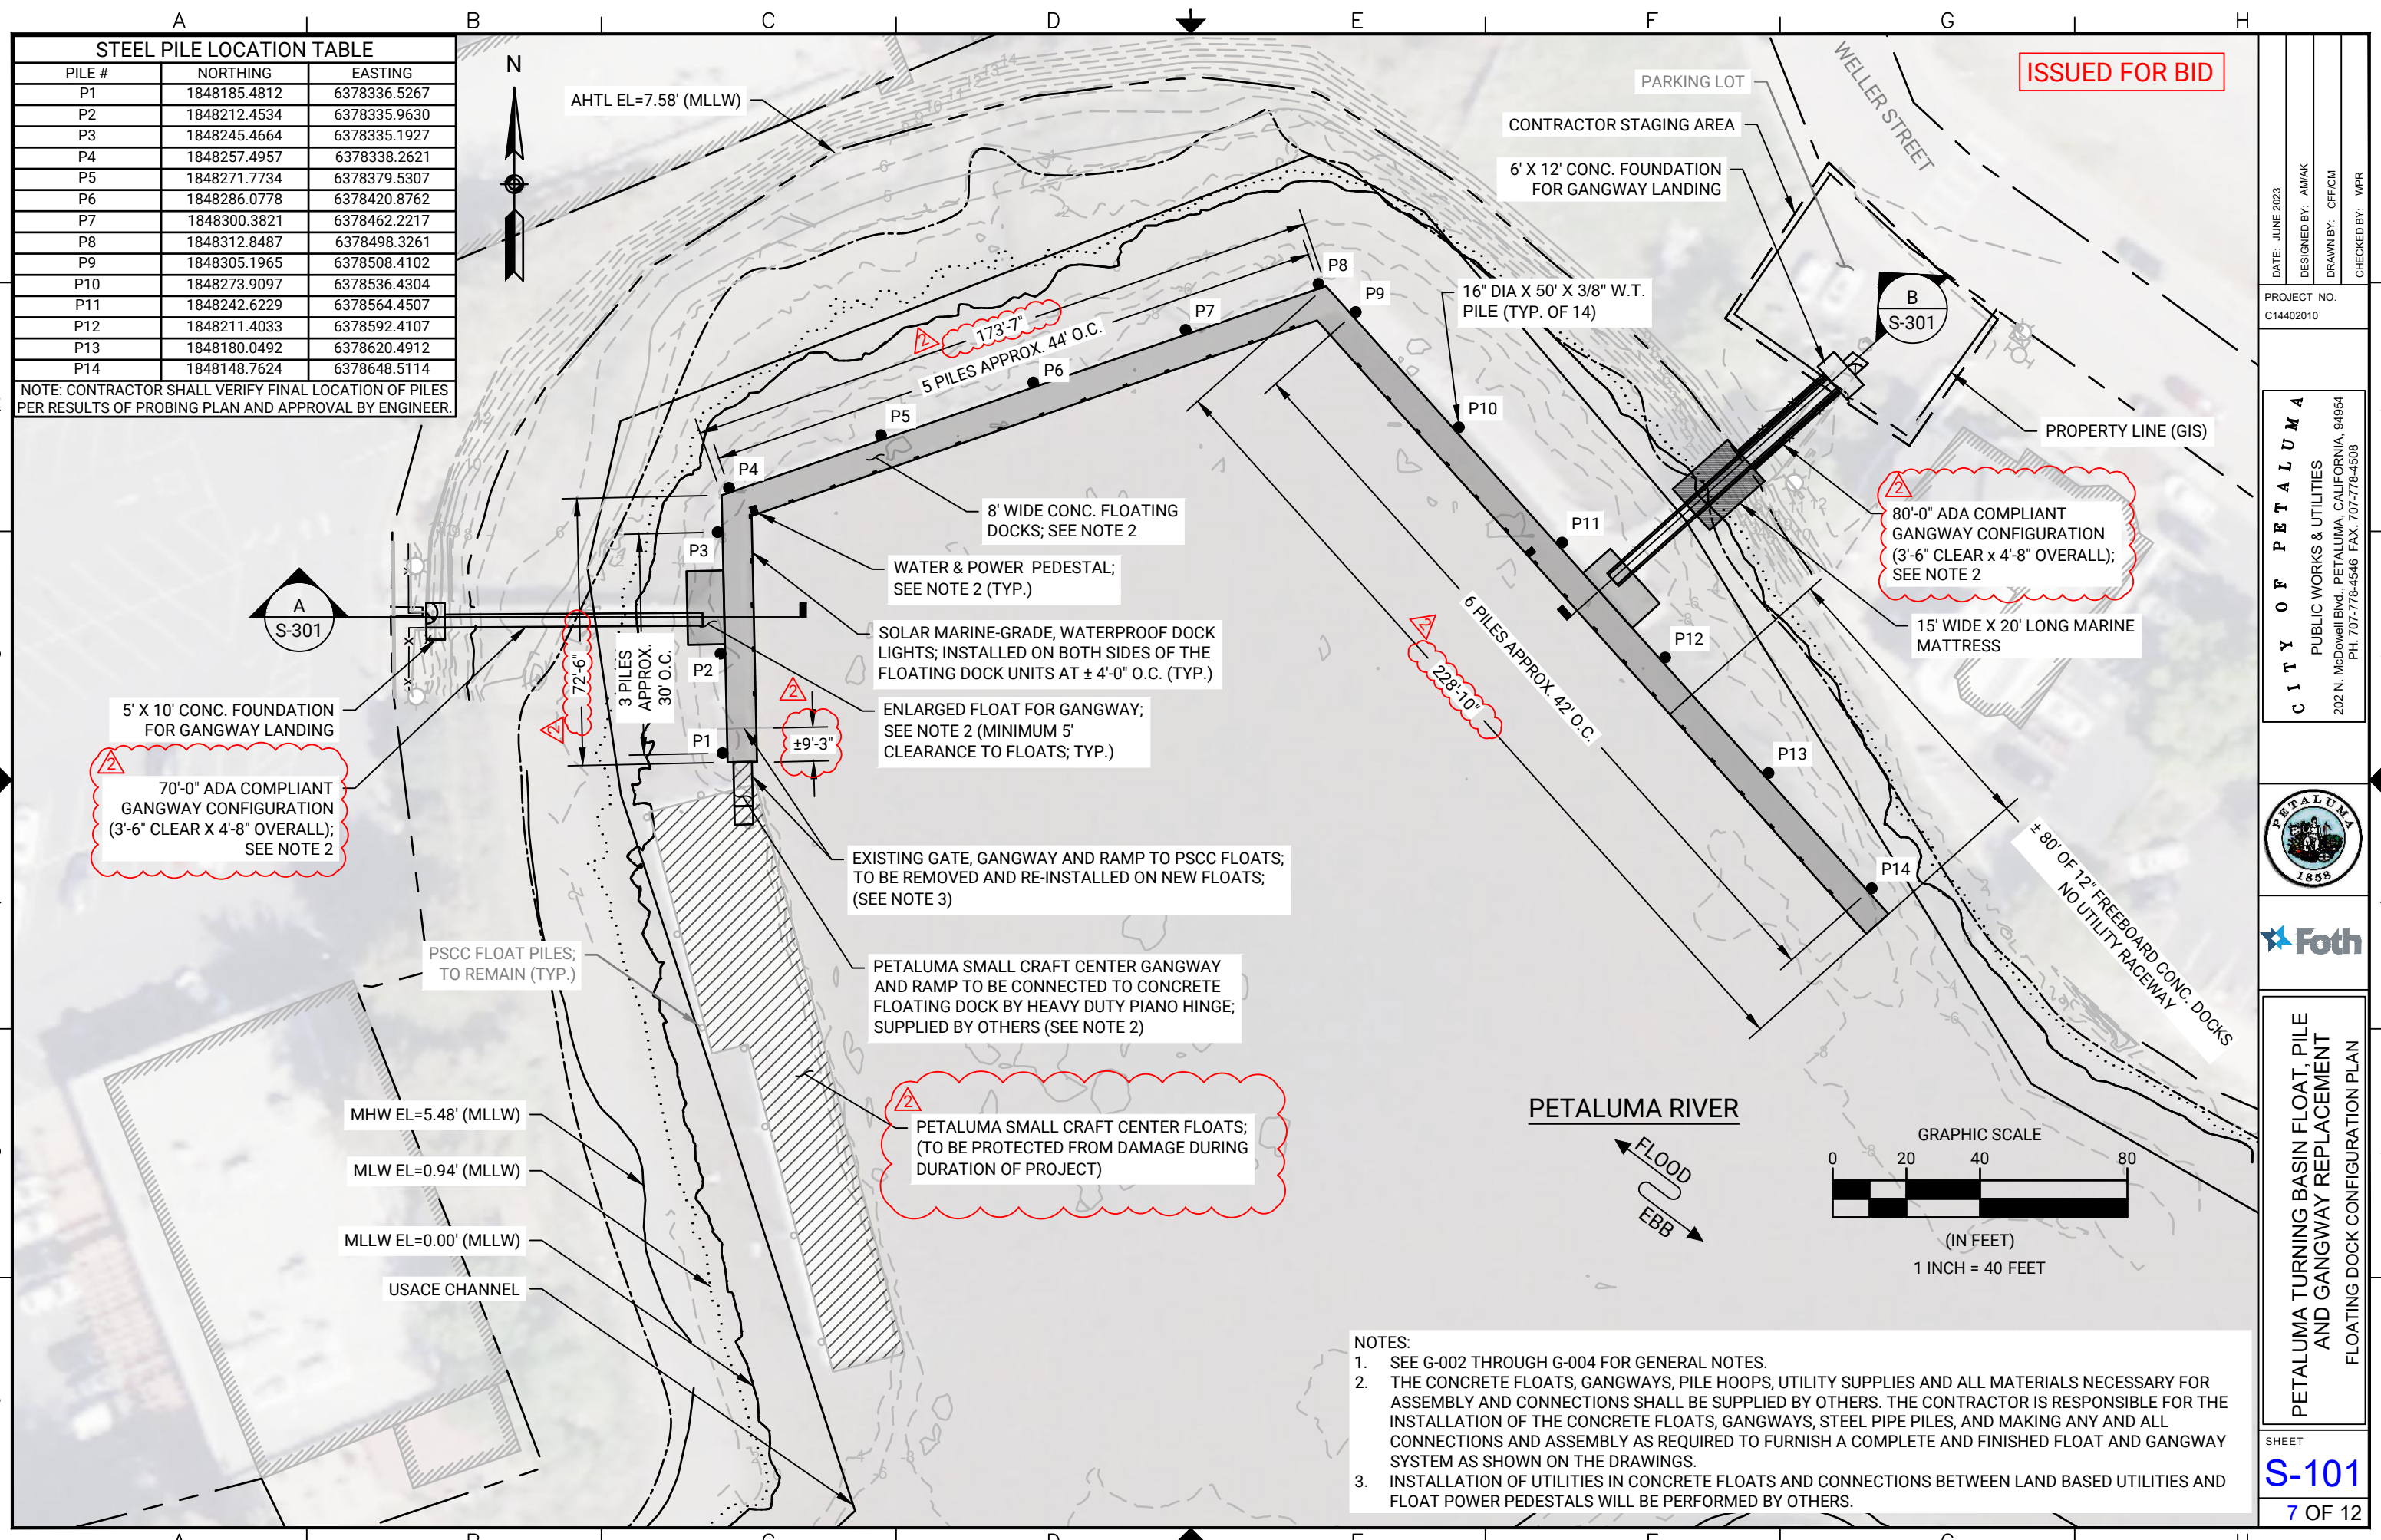 A B C D E F G H
STEEL PILE LOCATION TABLE
PILE # NORTHING EASTING
P1 1848185.4812 6378336.5267
P2 1848212.4534 6378335.9630
P3 1848245.4664 6378335.1927
P4 1848257.4957 6378338.2621
P5 1848271.7734 6378379.5307
P6 1848286.0778 6378420.8762
P7 1848300.3821 6378462.2217
P8 1848312.8487 6378498.3261
P9 1848305.1965 6378508.4102
P10 1848273.9097 6378536.4304
P11 1848242.6229 6378564.4507
P12 1848211.4033 6378592.4107
P13 1848180.0492 6378620.4912
P14 1848148.7624 6378648.5114
NOTE: CONTRACTOR SHALL VERIFY FINAL LOCATION OF PILES
PER RESULTS OF PROBING PLAN AND APPROVAL BY ENGINEER.
N
AHTL EL=7.58' (MLLW)
ISSUED FOR BID
PARKING LOT
WELLER STREET
CONTRACTOR STAGING AREA
6' X 12' CONC. FOUNDATION
FOR GANGWAY LANDING
B
S-301
16" DIA X 50' X 3/8" W.T.
PILE (TYP. OF 14)
P8
P9
P7
P6
P5
P4
P10
P3
P11
P2
P12
P1
P13
P14
2
173'-7"
5 PILES APPROX. 44' O.C.
PROPERTY LINE (GIS)
2
80'-0" ADA COMPLIANT
GANGWAY CONFIGURATION
(3'-6" CLEAR x 4'-8" OVERALL);
SEE NOTE 2
15' WIDE X 20' LONG MARINE
MATTRESS
8' WIDE CONC. FLOATING
DOCKS; SEE NOTE 2
WATER & POWER PEDESTAL;
SEE NOTE 2 (TYP.)
SOLAR MARINE-GRADE, WATERPROOF DOCK
LIGHTS; INSTALLED ON BOTH SIDES OF THE
FLOATING DOCK UNITS AT ± 4'-0" O.C. (TYP.)
ENLARGED FLOAT FOR GANGWAY;
SEE NOTE 2 (MINIMUM 5'
CLEARANCE TO FLOATS; TYP.)
A
S-301
2
72'-6"
3 PILES
APPROX.
30' O.C.
2
±9'-3"
2
228'-10"
6 PILES APPROX. 42' O.C.
± 80' OF 12" FREEBOARD CONC. DOCKS
NO UTILITY RACEWAY
5' X 10' CONC. FOUNDATION
FOR GANGWAY LANDING
2
70'-0" ADA COMPLIANT
GANGWAY CONFIGURATION
(3'-6" CLEAR X 4'-8" OVERALL);
SEE NOTE 2
EXISTING GATE, GANGWAY AND RAMP TO PSCC FLOATS;
TO BE REMOVED AND RE-INSTALLED ON NEW FLOATS;
(SEE NOTE 3)
PSCC FLOAT PILES;
TO REMAIN (TYP.)
PETALUMA SMALL CRAFT CENTER GANGWAY
AND RAMP TO BE CONNECTED TO CONCRETE
FLOATING DOCK BY HEAVY DUTY PIANO HINGE;
SUPPLIED BY OTHERS (SEE NOTE 2)
2
PETALUMA SMALL CRAFT CENTER FLOATS;
(TO BE PROTECTED FROM DAMAGE DURING
DURATION OF PROJECT)
MHW EL=5.48' (MLLW)
MLW EL=0.94' (MLLW)
MLLW EL=0.00' (MLLW)
USACE CHANNEL
PETALUMA RIVER
FLOOD
EBB
GRAPHIC SCALE
0 20 40 80
(IN FEET)
1 INCH = 40 FEET
NOTES:
1. SEE G-002 THROUGH G-004 FOR GENERAL NOTES.
2. THE CONCRETE FLOATS, GANGWAYS, PILE HOOPS, UTILITY SUPPLIES AND ALL MATERIALS NECESSARY FOR
ASSEMBLY AND CONNECTIONS SHALL BE SUPPLIED BY OTHERS. THE CONTRACTOR IS RESPONSIBLE FOR THE
INSTALLATION OF THE CONCRETE FLOATS, GANGWAYS, STEEL PIPE PILES, AND MAKING ANY AND ALL
CONNECTIONS AND ASSEMBLY AS REQUIRED TO FURNISH A COMPLETE AND FINISHED FLOAT AND GANGWAY
SYSTEM AS SHOWN ON THE DRAWINGS.
3. INSTALLATION OF UTILITIES IN CONCRETE FLOATS AND CONNECTIONS BETWEEN LAND BASED UTILITIES AND
FLOAT POWER PEDESTALS WILL BE PERFORMED BY OTHERS.
DATE: JUNE 2023
DESIGNED BY: AM/AK
DRAWN BY: CFF/CM
CHECKED BY: WPR
PROJECT NO.
C14402010
CITY OF PETALUMA
PUBLIC WORKS & UTILITIES
202 N. McDowell Blvd., PETALUMA, CALIFORNIA, 94954
PH. 707-778-4546 FAX. 707-778-4508
PETALUMA
1858
Foth
PETALUMA TURNING BASIN FLOAT, PILE
AND GANGWAY REPLACEMENT
FLOATING DOCK CONFIGURATION PLAN
SHEET
S-101
7 OF 12